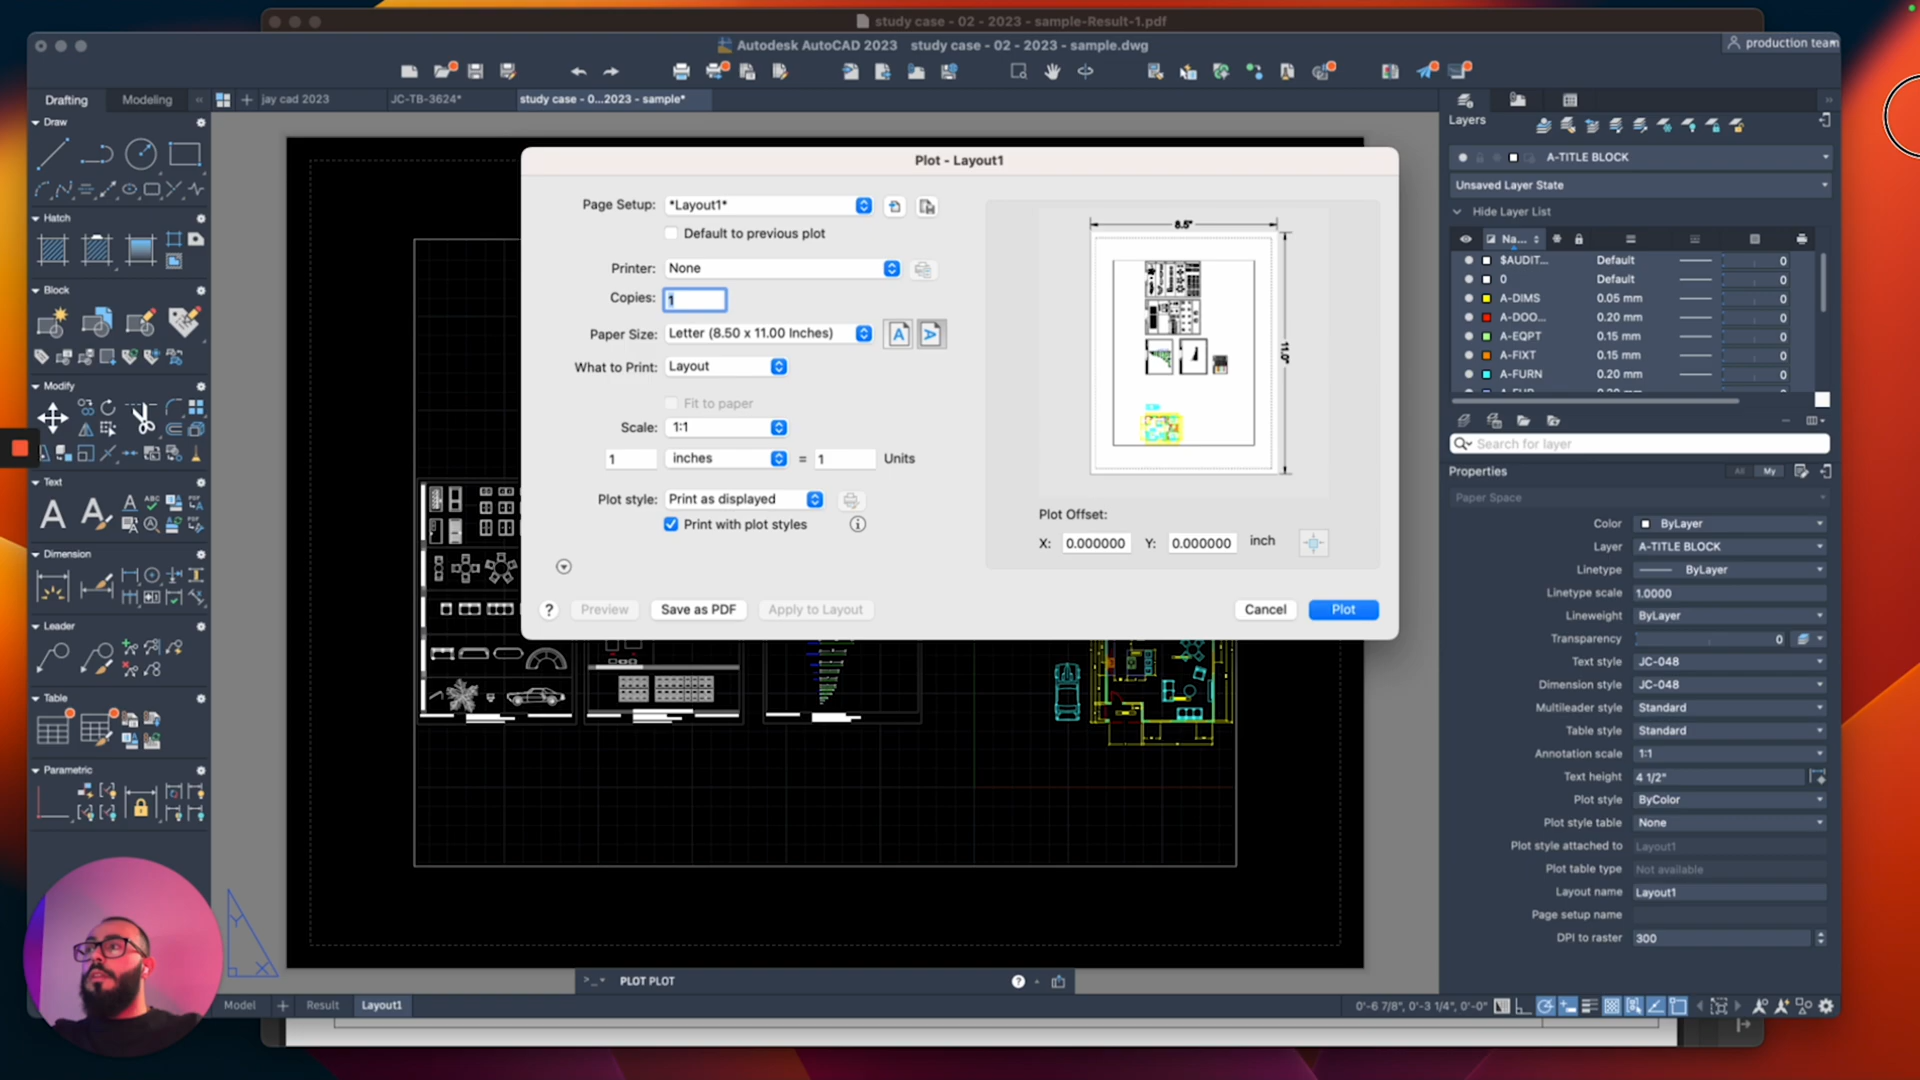 study case - 02 - 2023 - sample-Result-1.pdf
Autodesk AutoCAD 2023 study case - 02 - 2023 - sample.dwg
production team
Drafting Modeling
jay cad 2023
JC-TB-3624*
study case - 0...2023 - sample*
Draw
Hatch
Block
Modify
Text
Dimension
Leader
Table
Parametric
Plot - Layout1
Page Setup: *Layout1*
Default to previous plot
Printer: None
Copies: 1
Paper Size: Letter (8.50 x 11.00 Inches)
What to Print: Layout
Fit to paper
Scale: 1:1
1 inches = 1 Units
Plot style: Print as displayed
Print with plot styles
8.5"
11.0"
Plot Offset:
X: 0.000000 Y: 0.000000 inch
? Preview Save as PDF Apply to Layout Cancel Plot
Layers
A-TITLE BLOCK
Unsaved Layer State
Hide Layer List
Na...
$AUDIT... Default 0
0 Default 0
A-DIMS 0.05 mm 0
A-DOO... 0.20 mm 0
A-EQPT 0.15 mm 0
A-FIXT 0.15 mm 0
A-FURN 0.20 mm 0
Search for layer
Properties All My
Paper Space
Color ByLayer
Layer A-TITLE BLOCK
Linetype ByLayer
Linetype scale 1.0000
Lineweight ByLayer
Transparency 0
Text style JC-048
Dimension style JC-048
Multileader style Standard
Table style Standard
Annotation scale 1:1
Text height 4 1/2"
Plot style ByColor
Plot style table None
Plot style attached to Layout1
Plot table type Not available
Layout name Layout1
Page setup name
DPI to raster 300
PLOT PLOT
Model Result Layout1
0'-6 7/8", 0'-3 1/4", 0'-0"